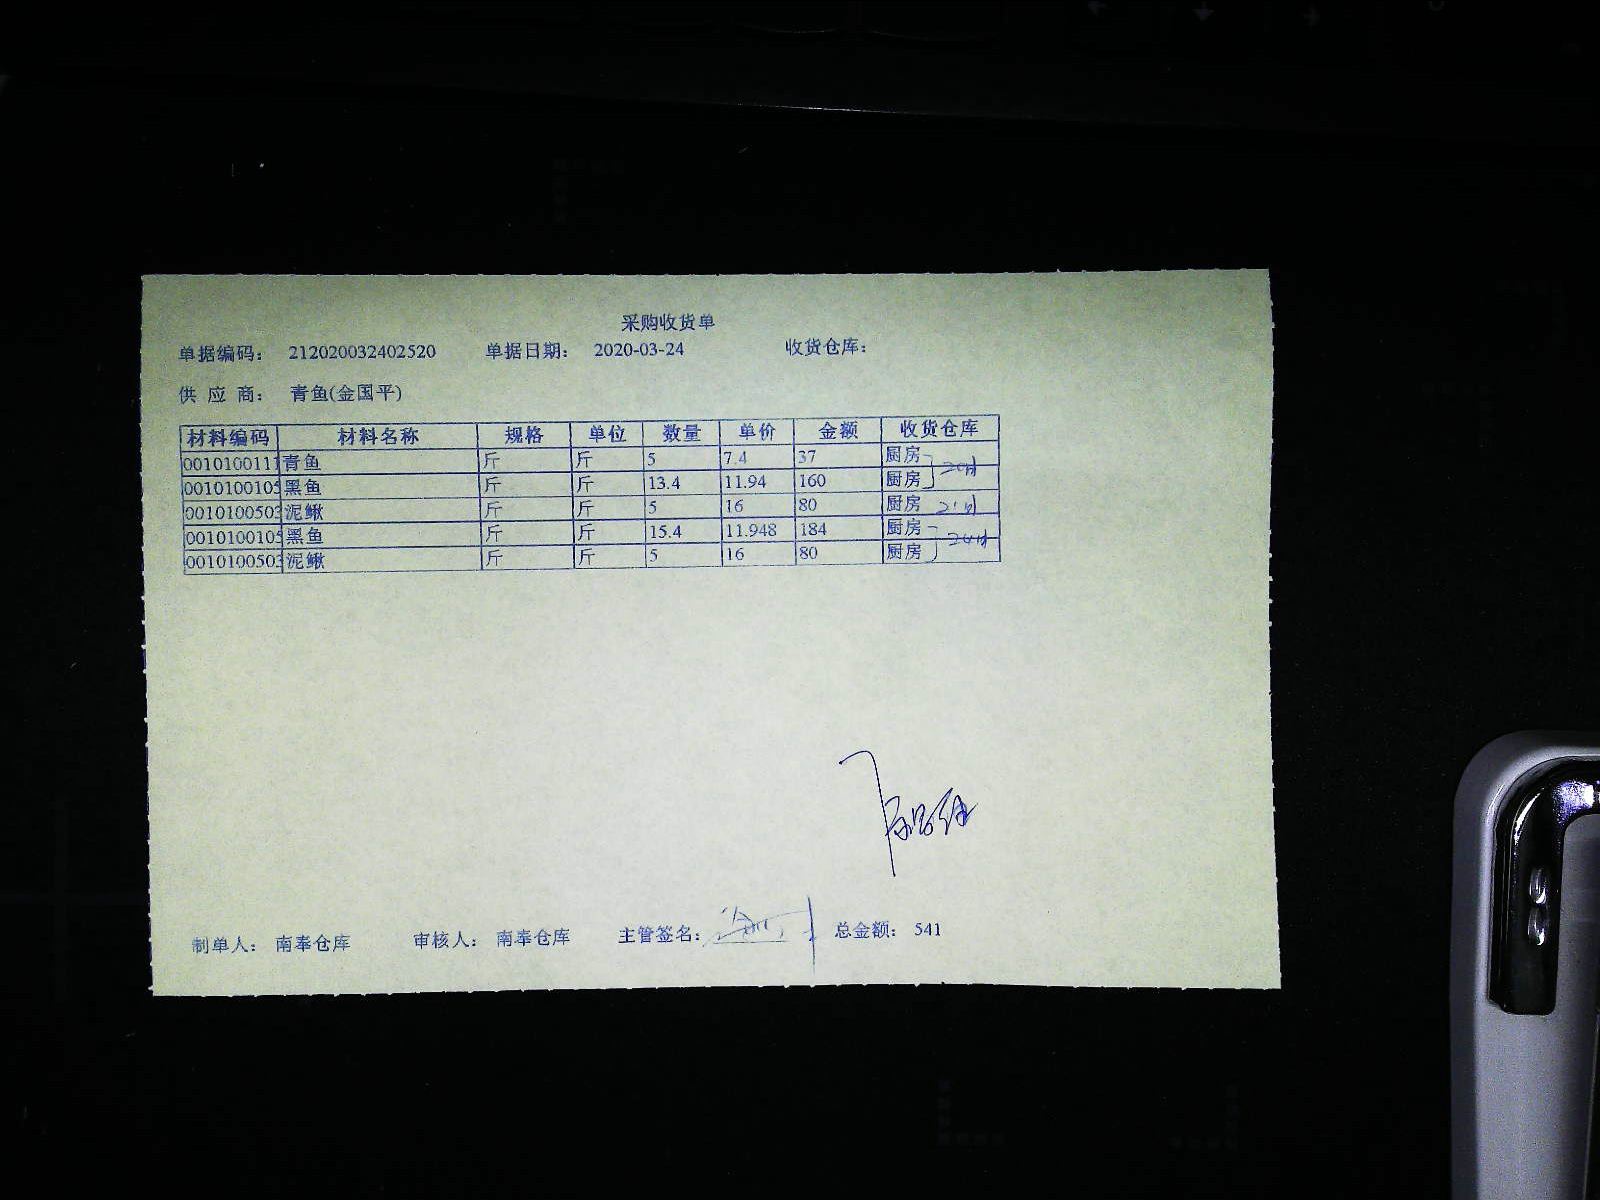 采购收货单
单据编码： 212020032402520 单据日期： 2020-03-24 收货仓库：
供 应 商： 青鱼(金国平)
材料编码 材料名称 规格 单位 数量 单价 金额 收货仓库
0010100111 青鱼 斤 斤 5 7.4 37 厨房
0010100105 黑鱼 斤 斤 13.4 11.94 160 厨房
0010100503 泥鳅 斤 斤 5 16 80 厨房
0010100105 黑鱼 斤 斤 15.4 11.948 184 厨房
0010100503 泥鳅 斤 斤 5 16 80 厨房
制单人： 南奉仓库 审核人： 南奉仓库 主管签名： 总金额： 541